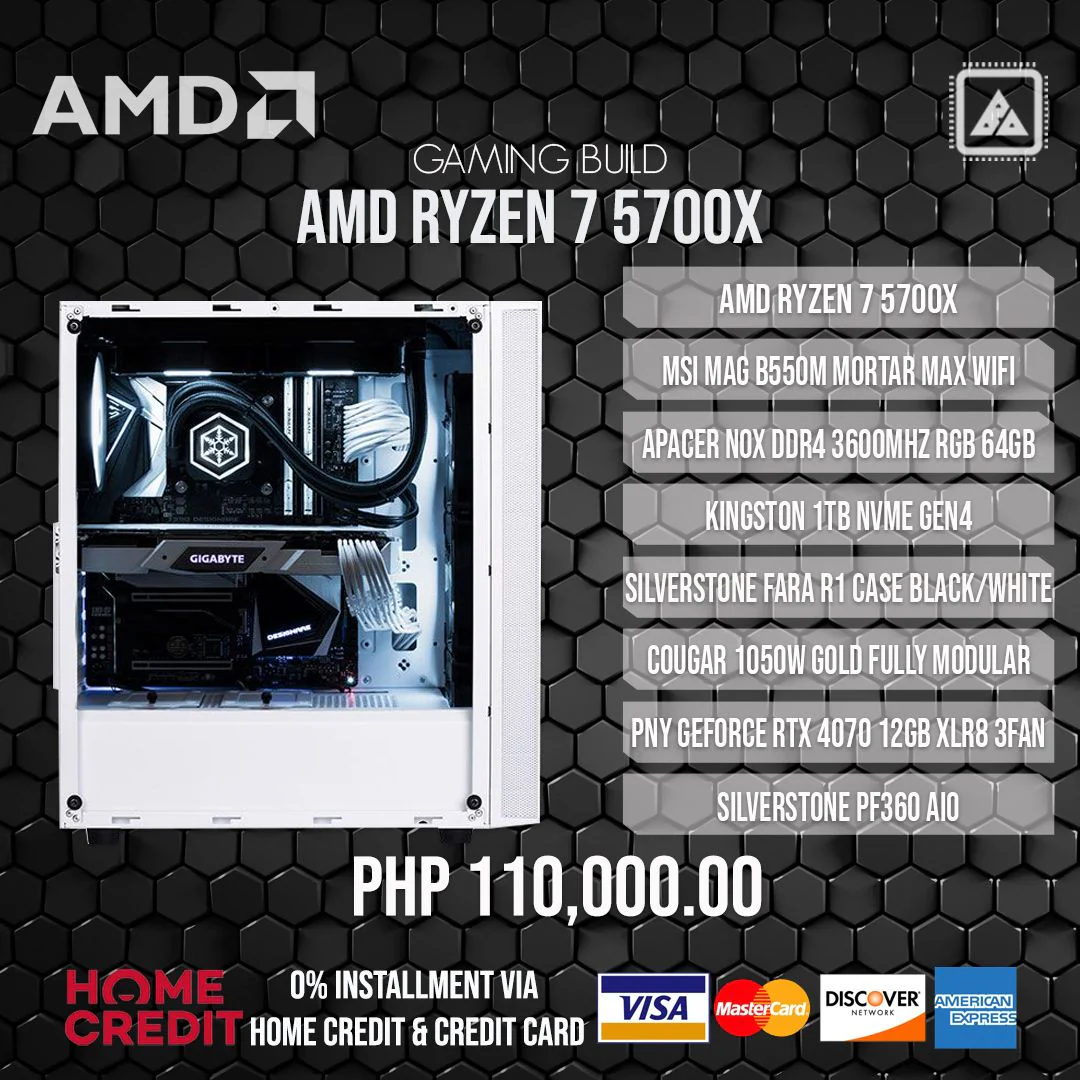 AMD
GAMING BUILD
AMD RYZEN 7 5700X
AMD RYZEN 7 5700X
MSI MAG B550M MORTAR MAX WIFI
APACER NOX DDR4 3600MHZ RGB 64GB
KINGSTON 1TB NVME GEN4
SILVERSTONE FARA R1 CASE BLACK/WHITE
COUGAR 1050W GOLD FULLY MODULAR
PNY GEFORCE RTX 4070 12GB XLR8 3FAN
SILVERSTONE PF360 AIO
GIGABYTE
DESIGNARE
PHP 110,000.00
HOME
CREDIT
0% INSTALLMENT VIA
HOME CREDIT & CREDIT CARD
VISA
MasterCard
DISCOVER
NETWORK
AMERICAN
EXPRESS